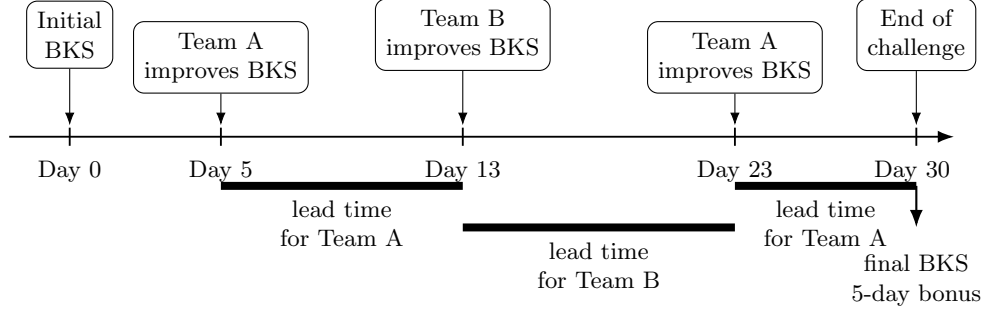 Initial
BKS
Team A
improves BKS
Team B
improves BKS
Team A
improves BKS
End of
challenge
Day 0
Day 5
Day 13
Day 23
Day 30
lead time
for Team A
lead time
for Team B
lead time
for Team A
final BKS
5-day bonus